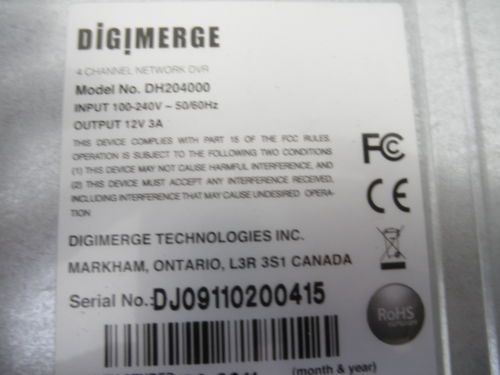 DiGiMERGE
4 CHANNEL NETWORK DVR
Model No. DH204000
INPUT 100-240V ~ 50/60Hz
OUTPUT 12V 3A
THIS DEVICE COMPLIES WITH PART 15 OF THE FCC RULES.
OPERATION IS SUBJECT TO THE FOLLOWING TWO CONDITIONS
(1) THIS DEVICE MAY NOT CAUSE HARMFUL INTERFERENCE, AND
(2) THIS DEVICE MUST ACCEPT ANY INTERFERENCE RECEIVED,
INCLUDING INTERFERENCE THAT MAY CAUSE UNDESIRED OPERA-
TION
FC
CE
DIGIMERGE TECHNOLOGIES INC.
MARKHAM, ONTARIO, L3R 3S1 CANADA
Serial No.: DJ09110200415
RoHS
(month & year)